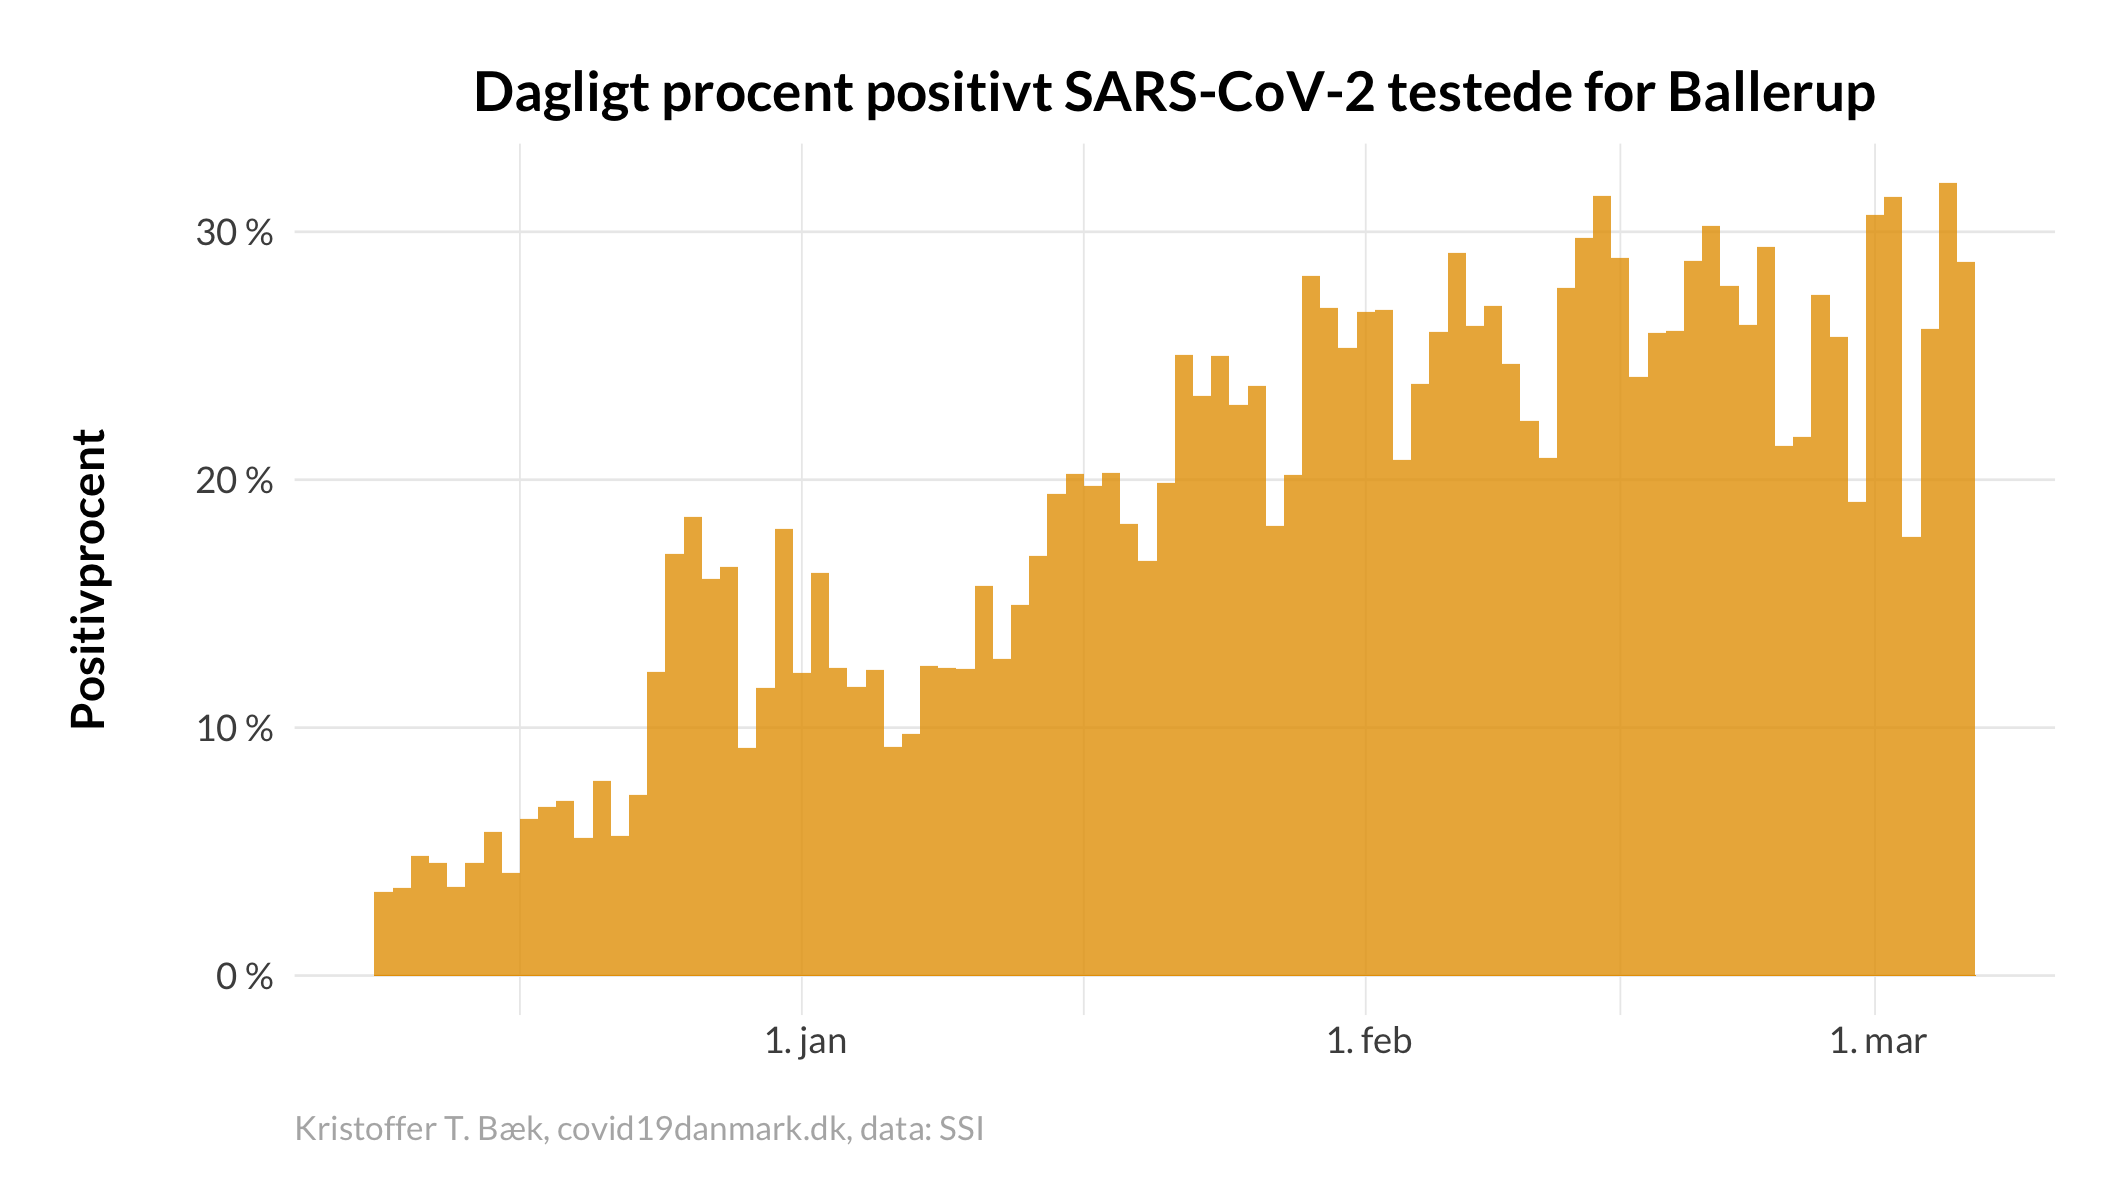 Dagligt procent positivt SARS-CoV-2 testede for Ballerup
Positivprocent
30 %
20 %
10 %
0 %
1. jan
1. feb
1. mar
Kristoffer T. Bæk, covid19danmark.dk, data: SSI